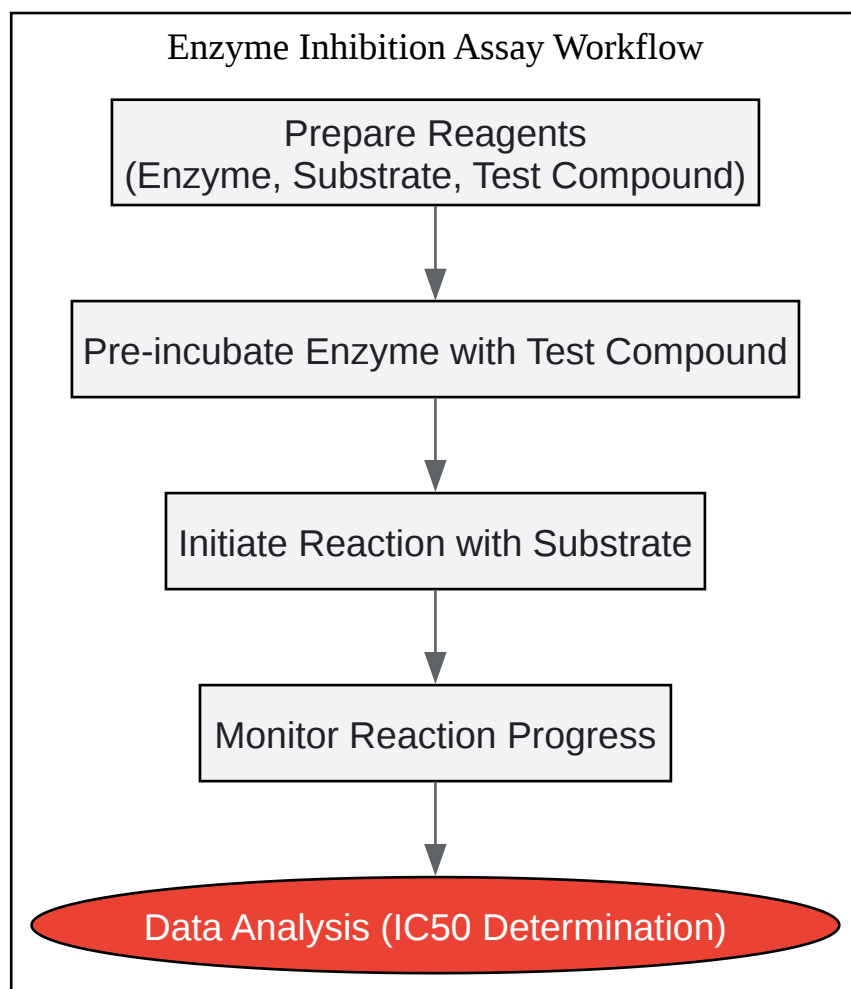 Enzyme Inhibition Assay Workflow
Prepare Reagents
(Enzyme, Substrate, Test Compound)
Pre-incubate Enzyme with Test Compound
Initiate Reaction with Substrate
Monitor Reaction Progress
Data Analysis (IC50 Determination)